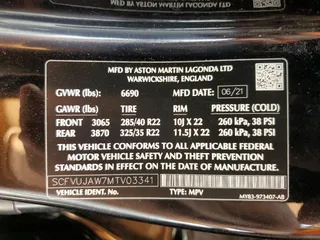 MFD BY ASTON MARTIN LAGONDA LTD
WARWICKSHIRE, ENGLAND
GVWR (lbs): 6690 MFD DATE: 06/21
GAWR (lbs): TIRE RIM PRESSURE (COLD)
FRONT 3065 285/40 R22 10J X 22 260 kPa, 38 PSI
REAR 3870 325/35 R22 11.5J X 22 260 kPa, 38 PSI
THIS VEHICLE CONFORMS TO ALL APPLICABLE FEDERAL
MOTOR VEHICLE SAFETY AND THEFT PREVENTION
STANDARDS IN EFFECT ON THE DATE OF MANUFACTURE.
SCFVUJAW7MTV03341
VEHICLE IDENT No. TYPE: MPV MY83-973407-AB